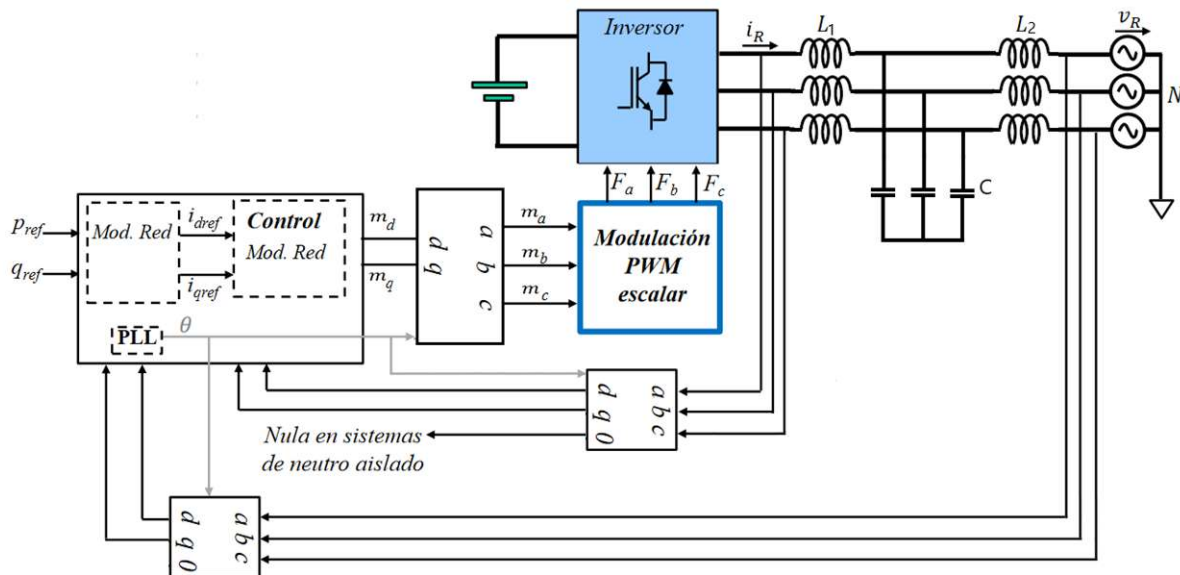 Inversor
i_R
L_1
L_2
v_R
N
C
F_a
F_b
F_c
p_ref
q_ref
Mod. Red
i_dref
i_qref
Control
Mod. Red
m_d
m_q
d q
a b c
m_a
m_b
m_c
Modulación
PWM
escalar
PLL
θ
d q 0
a b c
Nula en sistemas
de neutro aislado
d q 0
a b c